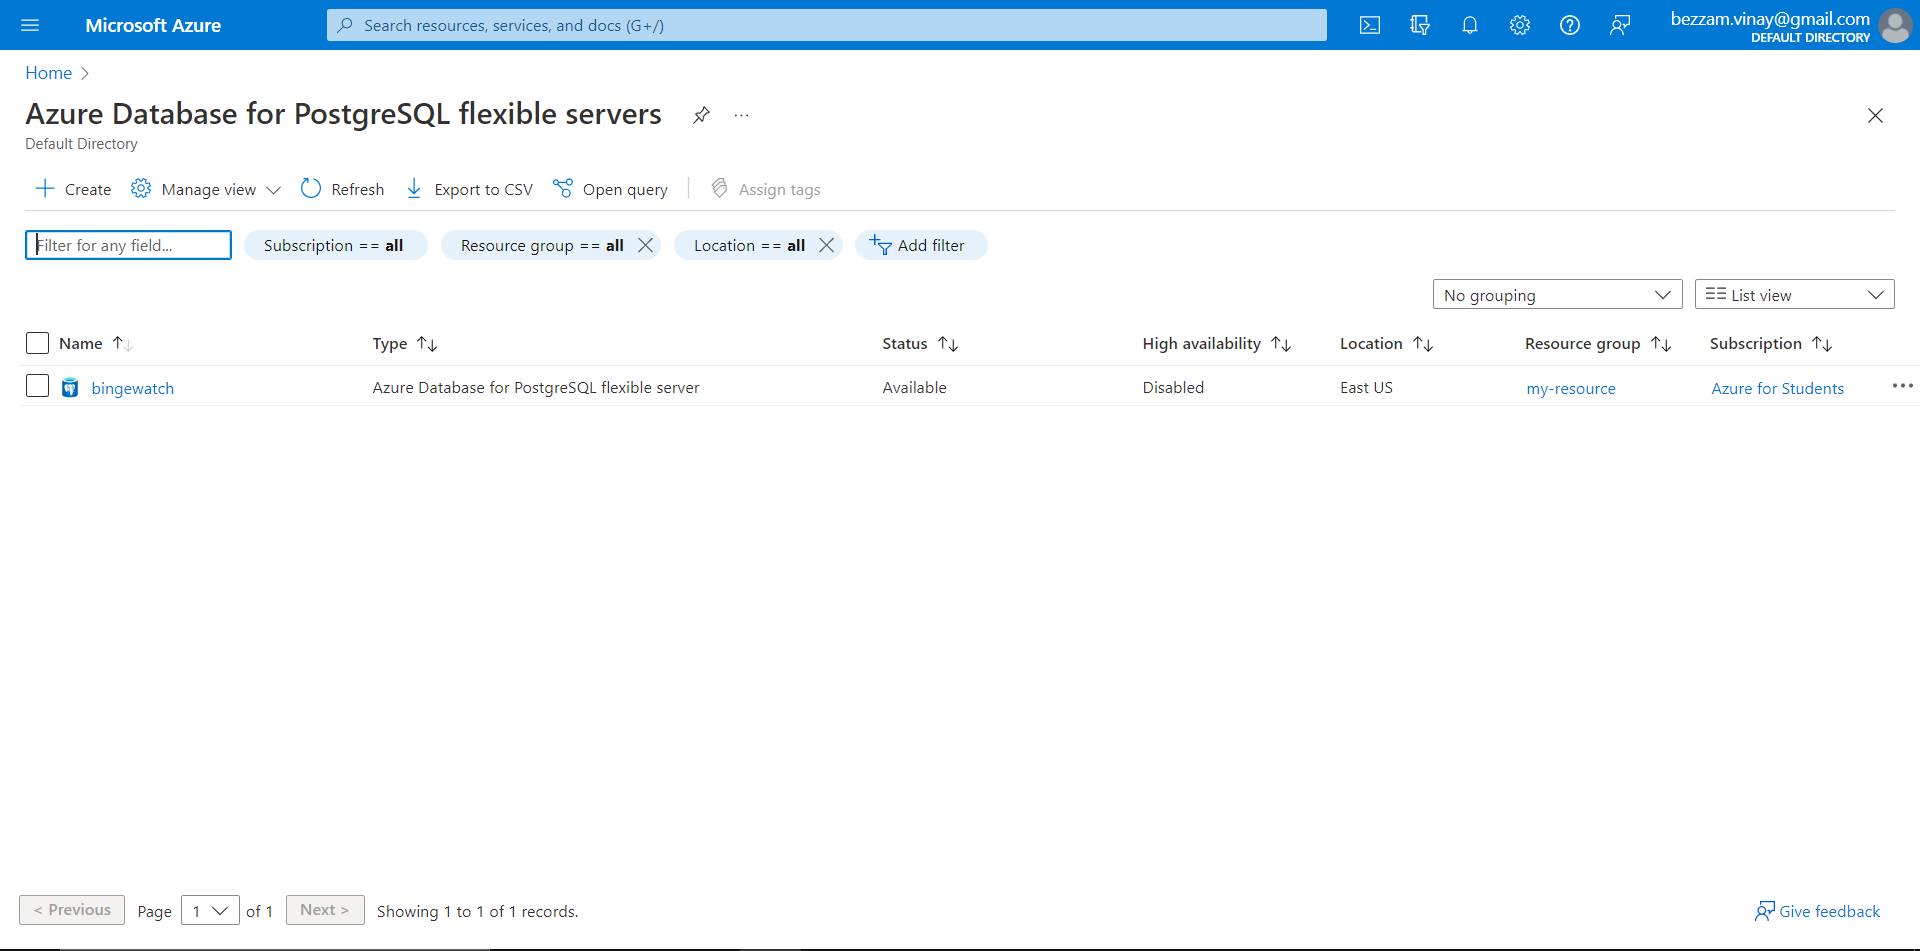 Microsoft Azure
Search resources, services, and docs (G+/)
bezzam.vinay@gmail.com
DEFAULT DIRECTORY
Home
Azure Database for PostgreSQL flexible servers
Default Directory
Create Manage view Refresh Export to CSV Open query Assign tags
Filter for any field... Subscription == all Resource group == all Location == all Add filter
No grouping List view
Name Type Status High availability Location Resource group Subscription
bingewatch Azure Database for PostgreSQL flexible server Available Disabled East US my-resource Azure for Students
< Previous Page 1 of 1 Next > Showing 1 to 1 of 1 records. Give feedback